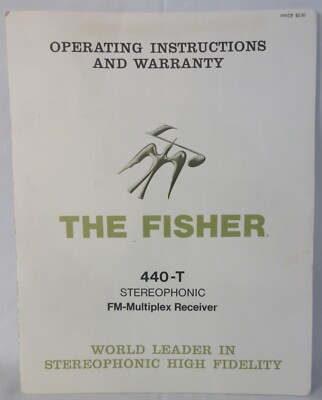 OPERATING INSTRUCTIONS
AND WARRANTY
THE FISHER
440-T
STEREOPHONIC
FM-Multiplex Receiver
WORLD LEADER IN
STEREOPHONIC HIGH FIDELITY